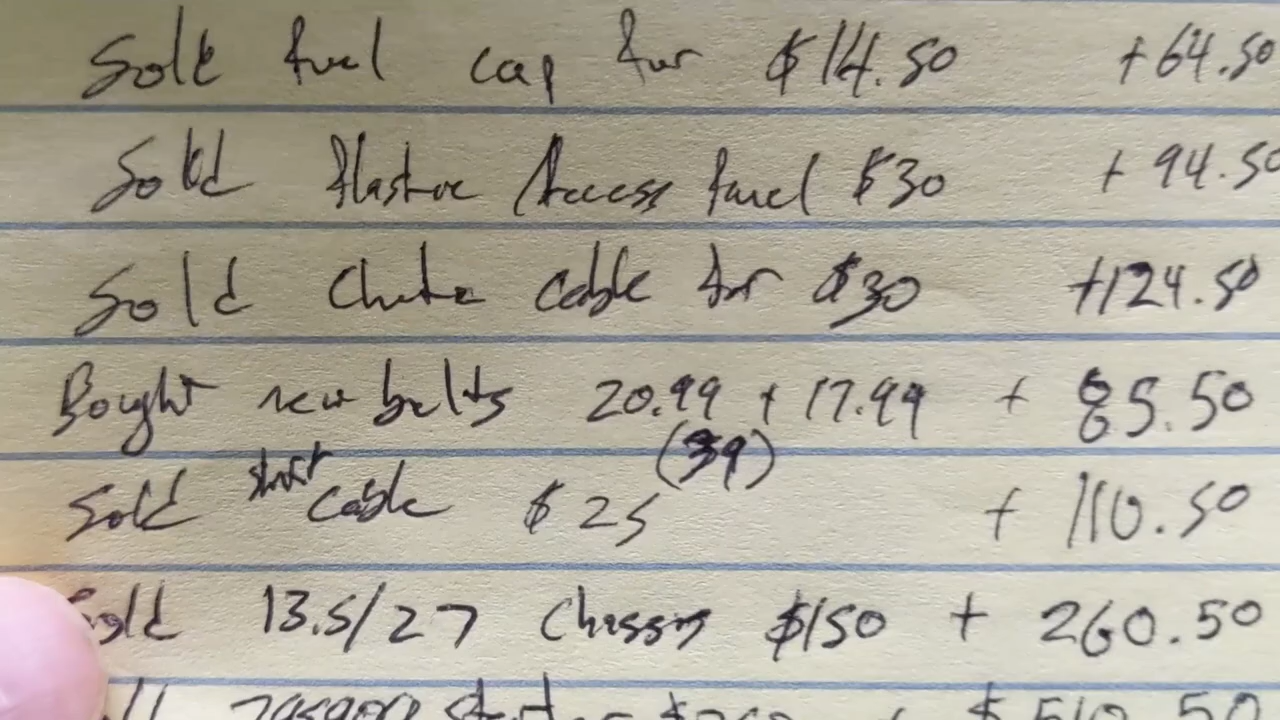 Sold fuel cap for $14.50 +64.50
Sold Plastic Access Panel $30 +94.50
Sold Chute cable for $30 +124.50
Bought new belts 20.99 + 17.99 + 85.50
(39)
Sold short cable $25 + 110.50
Sold 13.5/27 Chassis $150 + 260.50